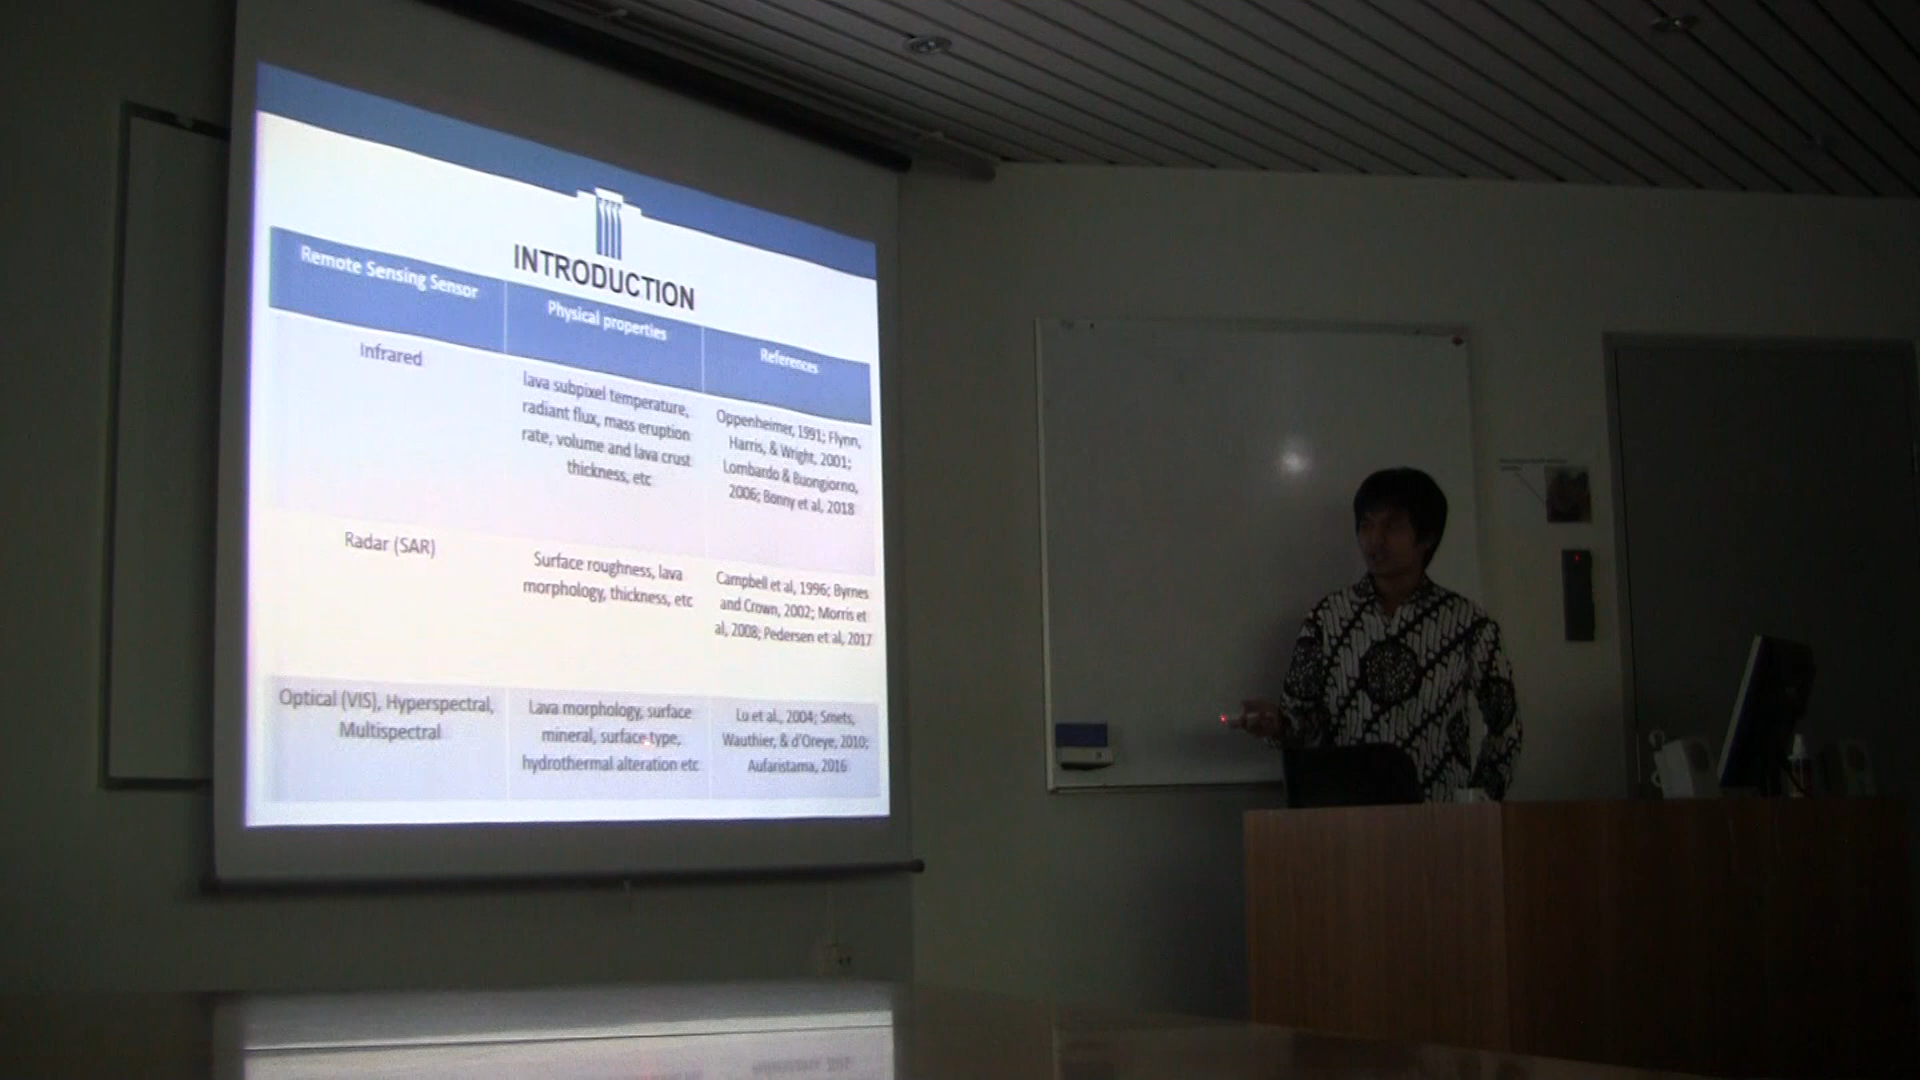 INTRODUCTION
Remote Sensing Sensor
Physical properties
References
Infrared
lava subpixel temperature,
radiant flux, mass eruption
rate, volume and lava crust
thickness, etc
Oppenheimer, 1991; Flynn,
Harris, & Wright, 2001;
Lombardo & Buongiorno,
2006; Bonny et al, 2018
Radar (SAR)
Surface roughness, lava
morphology, thickness, etc
Campbell et al, 1996; Byrnes
and Crown, 2002; Morris et
al, 2008; Pedersen et al, 2017
Optical (VIS), Hyperspectral,
Multispectral
Lava morphology, surface
mineral, surface type,
hydrothermal alteration etc
Lu et al., 2004; Smets,
Wauthier, & d'Oreye, 2010;
Aufaristama, 2016